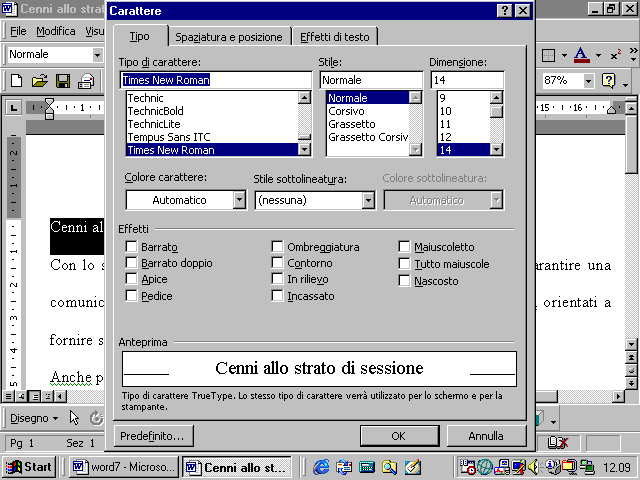 Cenni allo strato
Carattere
File Modifica Visualizza
Normale
87%
Tipo
Spaziatura e posizione
Effetti di testo
Tipo di carattere:
Stile:
Dimensione:
Times New Roman
Normale
14
Technic
TechnicBold
TechnicLite
Tempus Sans ITC
Times New Roman
Normale
Corsivo
Grassetto
Grassetto Corsiv
9
10
11
12
14
Colore carattere:
Stile sottolineatura:
Colore sottolineatura:
Automatico
(nessuna)
Automatico
Effetti
Barrato
Ombreggiatura
Maiuscoletto
Barrato doppio
Contorno
Tutto maiuscole
Apice
In rilievo
Nascosto
Pedice
Incassato
Anteprima
Cenni allo strato di sessione
Tipo di carattere TrueType. Lo stesso tipo di carattere verrà utilizzato per lo schermo e per la
stampante.
Predefinito...
OK
Annulla
Cenni al
Con lo s
arantire una
comunic
, orientati a
fornire s
Anche p
Disegno
Pg 1 Sez 1
Start
word7 - Microso...
Cenni allo st...
12.09